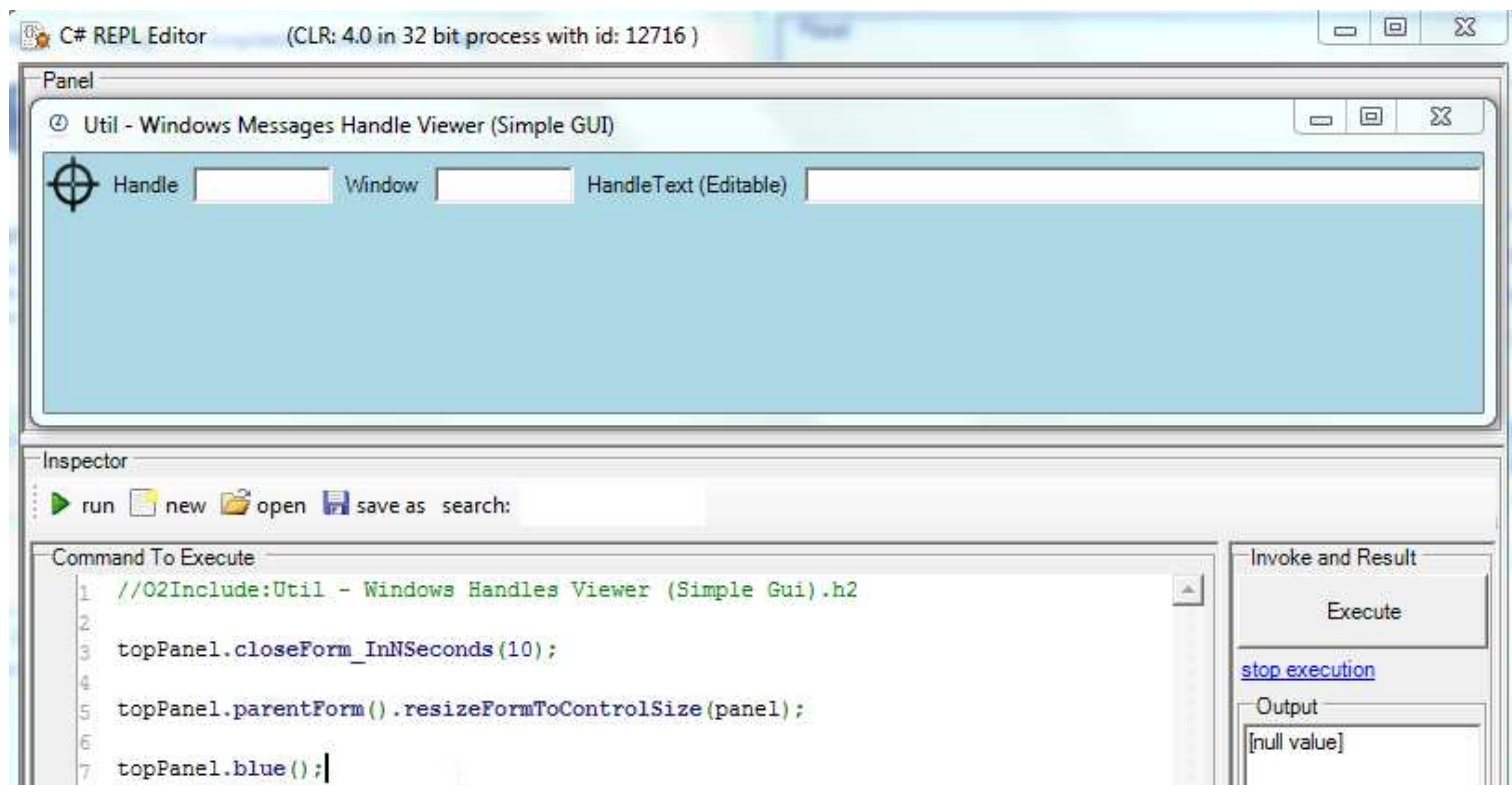 C# REPL Editor (CLR: 4.0 in 32 bit process with id: 12716 )
Panel
Util - Windows Messages Handle Viewer (Simple GUI)
Handle Window HandleText (Editable)
Inspector
run new open save as search:
Command To Execute
Invoke and Result
1 //O2Include:Util - Windows Handles Viewer (Simple Gui).h2
2
3 topPanel.closeForm_InNSeconds(10);
4
5 topPanel.parentForm().resizeFormToControlSize(panel);
6
7 topPanel.blue();
Execute
stop execution
Output
[null value]